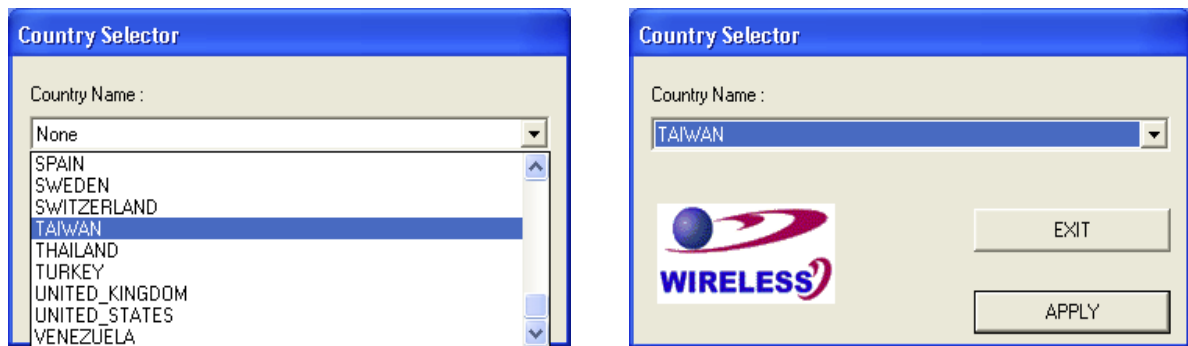 Country Selector
Country Name :
None
SPAIN
SWEDEN
SWITZERLAND
TAIWAN
THAILAND
TURKEY
UNITED_KINGDOM
UNITED_STATES
VENEZUELA
Country Selector
Country Name :
TAIWAN
WIRELESS
EXIT
APPLY